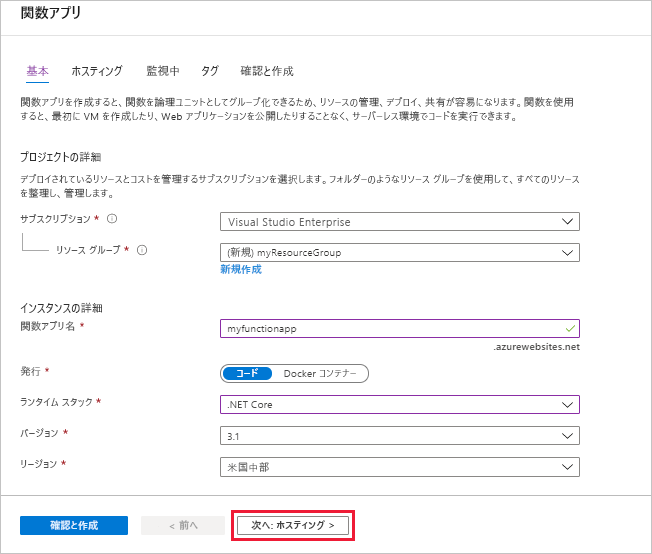 関数アプリ
基本 ホスティング 監視中 タグ 確認と作成
関数アプリを作成すると、関数を論理ユニットとしてグループ化できるため、リソースの管理、デプロイ、共有が容易になります。関数を使用
すると、最初に VM を作成したり、Web アプリケーションを公開したりすることなく、サーバーレス環境でコードを実行できます。
プロジェクトの詳細
デプロイされているリソースとコストを管理するサブスクリプションを選択します。フォルダーのようなリソース グループを使用して、すべてのリソース
を整理し、管理します。
サブスクリプション * Visual Studio Enterprise
リソース グループ * (新規) myResourceGroup
新規作成
インスタンスの詳細
関数アプリ名 * myfunctionapp
.azurewebsites.net
発行 * コード Docker コンテナー
ランタイム スタック * .NET Core
バージョン * 3.1
リージョン * 米国中部
確認と作成 < 前へ 次へ: ホスティング >